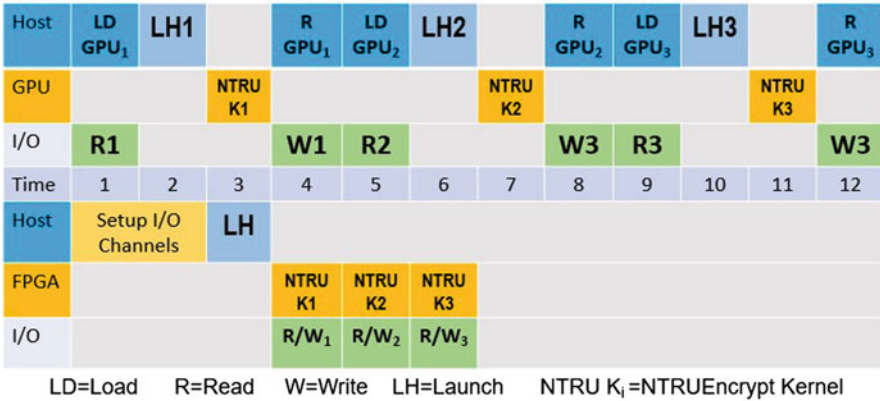 Host LD GPU₁ LH1 R GPU₁ LD GPU₂ LH2 R GPU₂ LD GPU₃ LH3 R GPU₃
GPU NTRU K1 NTRU K2 NTRU K3
I/O R1 W1 R2 W3 R3 W3
Time 1 2 3 4 5 6 7 8 9 10 11 12
Host Setup I/O Channels LH
FPGA NTRU K1 NTRU K2 NTRU K3
I/O R/W₁ R/W₂ R/W₃
LD=Load R=Read W=Write LH=Launch NTRU Kᵢ =NTRUEncrypt Kernel